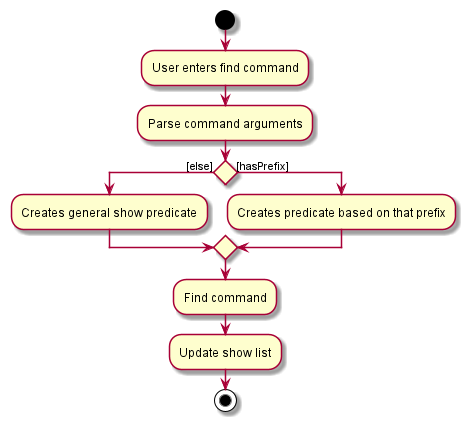 User enters find command
Parse command arguments
[else] [hasPrefix]
Creates general show predicate
Creates predicate based on that prefix
Find command
Update show list